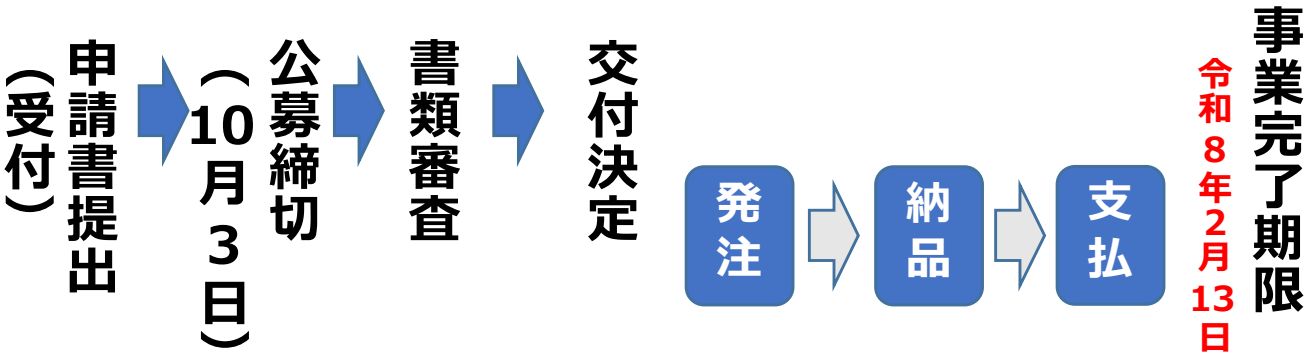 申請書提出
（受付）
公募締切
（10月3日）
書類審査
交付決定
発注
納品
支払
事業完了期限
令和8年2月13日